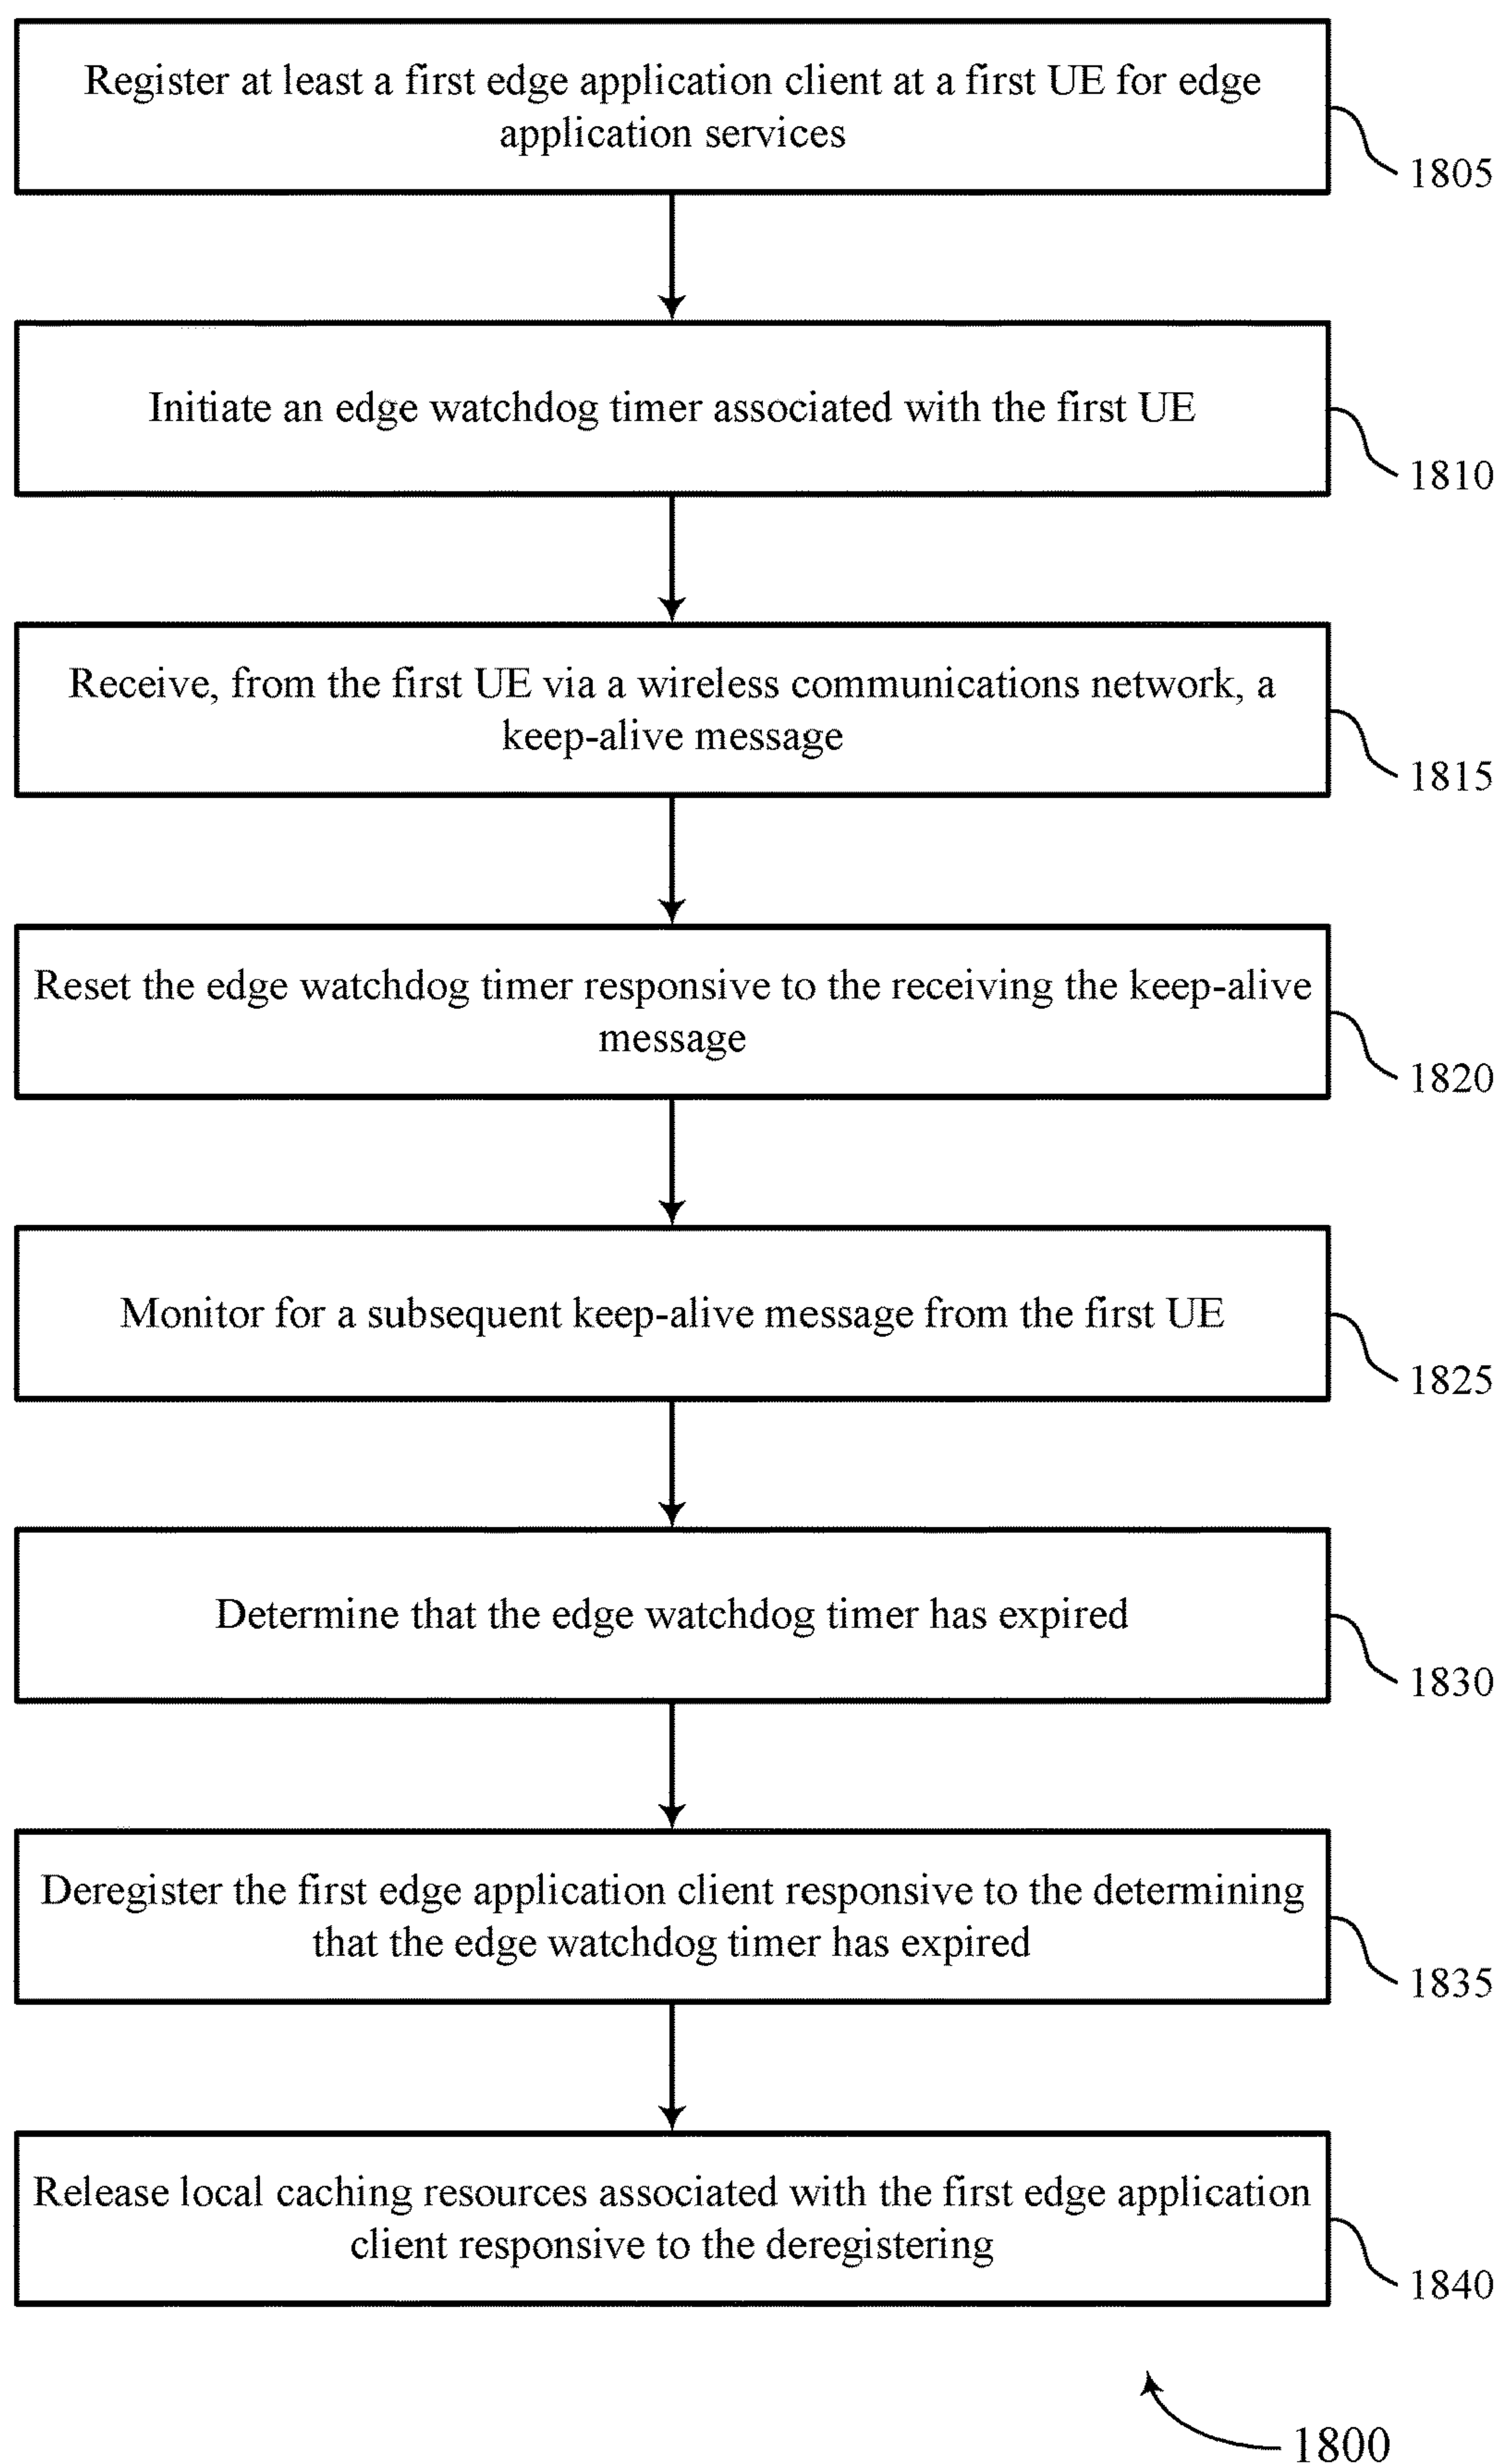 Register at least a first edge application client at a first UE for edge
application services
1805
Initiate an edge watchdog timer associated with the first UE
1810
Receive, from the first UE via a wireless communications network, a
keep-alive message
1815
Reset the edge watchdog timer responsive to the receiving the keep-alive
message
1820
Monitor for a subsequent keep-alive message from the first UE
1825
Determine that the edge watchdog timer has expired
1830
Deregister the first edge application client responsive to the determining
that the edge watchdog timer has expired
1835
Release local caching resources associated with the first edge application
client responsive to the deregistering
1840
1800